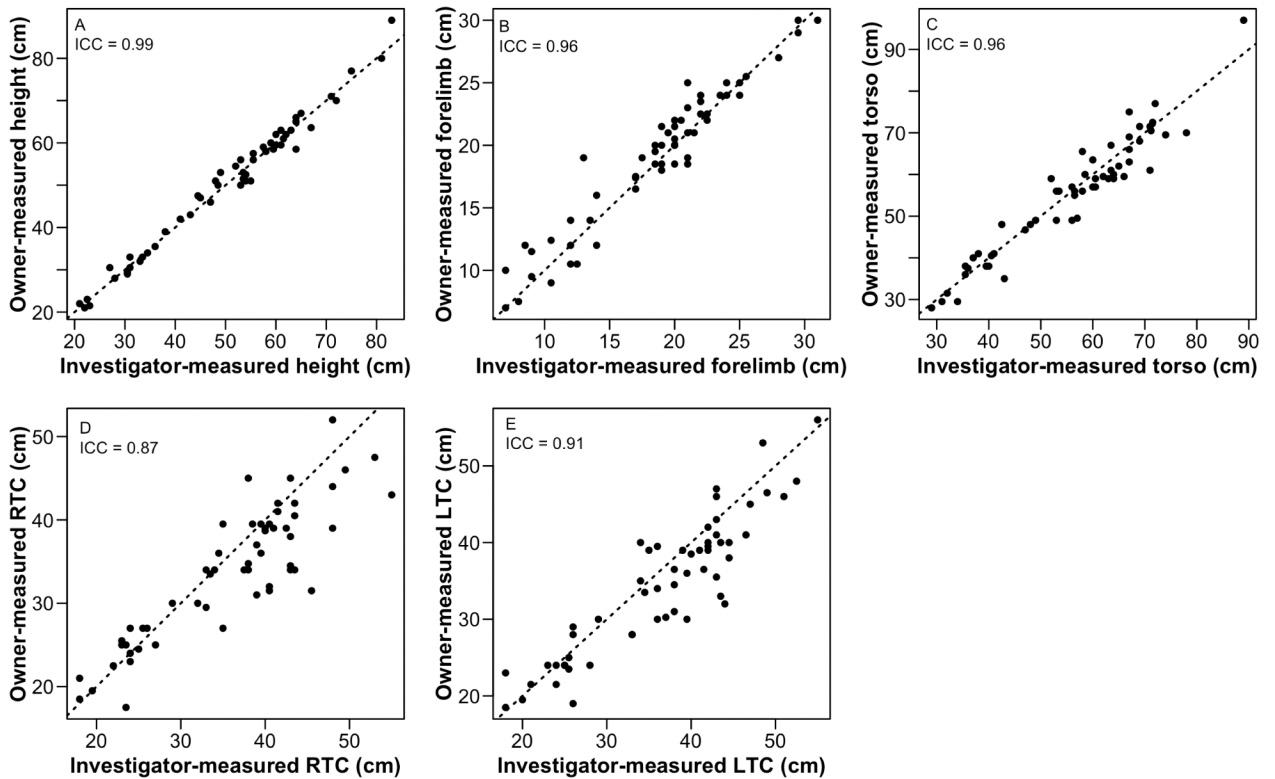 A
ICC = 0.99
Owner-measured height (cm)
80
60
40
20
20 30 40 50 60 70 80
Investigator-measured height (cm)
B
ICC = 0.96
Owner-measured forelimb (cm)
30
25
20
15
10
10 15 20 25 30
Investigator-measured forelimb (cm)
C
ICC = 0.96
Owner-measured torso (cm)
90
70
50
30
30 40 50 60 70 80 90
Investigator-measured torso (cm)
D
ICC = 0.87
Owner-measured RTC (cm)
50
40
30
20
20 30 40 50
Investigator-measured RTC (cm)
E
ICC = 0.91
Owner-measured LTC (cm)
50
40
30
20
20 30 40 50
Investigator-measured LTC (cm)